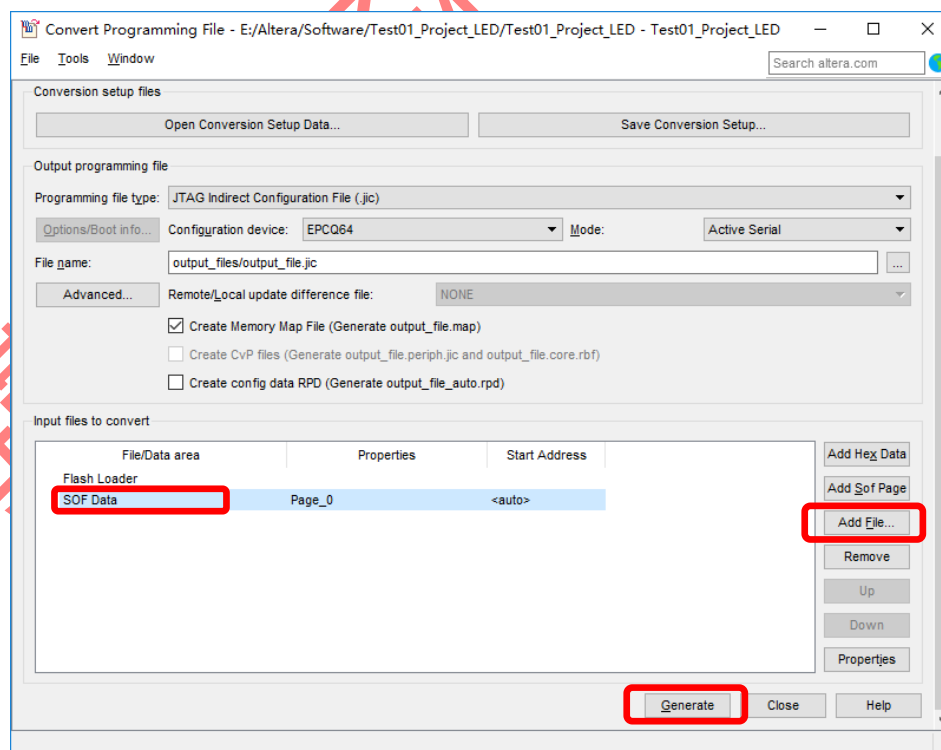 Convert Programming File - E:/Altera/Software/Test01_Project_LED/Test01_Project_LED - Test01_Project_LED
File Tools Window
Search altera.com
Conversion setup files
Open Conversion Setup Data... Save Conversion Setup...
Output programming file
Programming file type: JTAG Indirect Configuration File (.jic)
Options/Boot info... Configuration device: EPCQ64 Mode: Active Serial
File name: output_files/output_file.jic ...
Advanced... Remote/Local update difference file: NONE
Create Memory Map File (Generate output_file.map)
Create CvP files (Generate output_file.periph.jic and output_file.core.rbf)
Create config data RPD (Generate output_file_auto.rpd)
Input files to convert
File/Data area Properties Start Address
Flash Loader
SOF Data Page_0 <auto>
Add Hex Data
Add Sof Page
Add File...
Remove
Up
Down
Properties
Generate Close Help